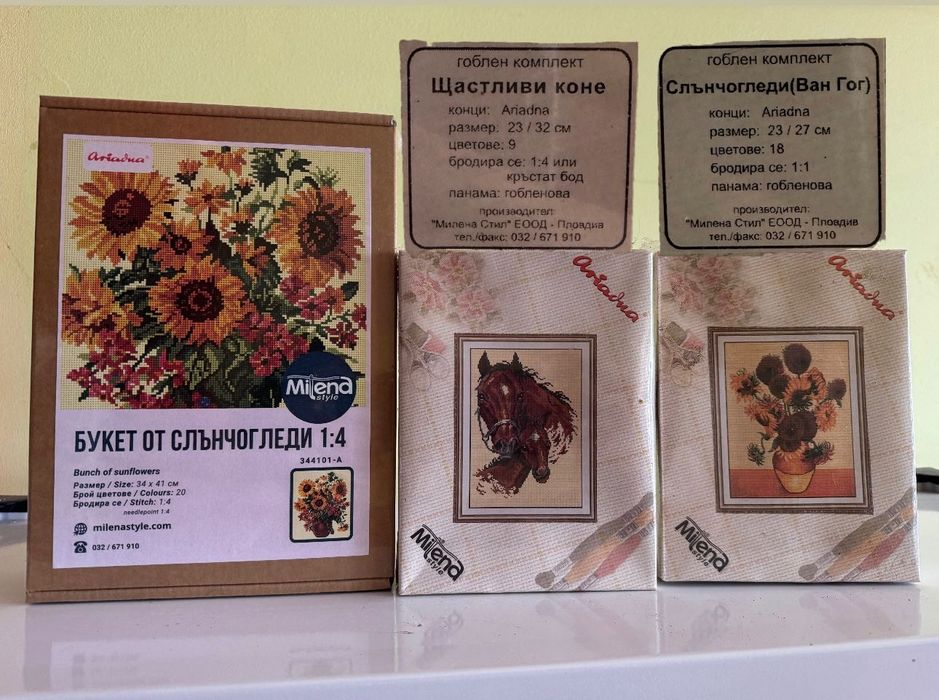 Ariadna
Milena
style
БУКЕТ ОТ СЛЪНЧОГЛЕДИ 1:4
344101-A
Bunch of sunflowers
Размер / Size: 34 x 41 см
Брой цветове / Colours: 20
Бродира се / Stitch: 1:4
needlepoint 1:4
milenastyle.com
032 / 671 910
гоблен комплект
Щастливи коне
конци: Ariadna
размер: 23 / 32 см
цветове: 9
бродира се: 1:4 или
кръстат бод
панама: гобленова
производител:
"Милена Стил" ЕООД - Пловдив
тел./факс: 032 / 671 910
Ariadna
Milena
style
гоблен комплект
Слънчогледи(Ван Гог)
конци: Ariadna
размер: 23 / 27 см
цветове: 18
бродира се: 1:1
панама: гобленова
производител:
"Милена Стил" ЕООД - Пловдив
тел./факс: 032 / 671 910
Ariadna
Milena
style